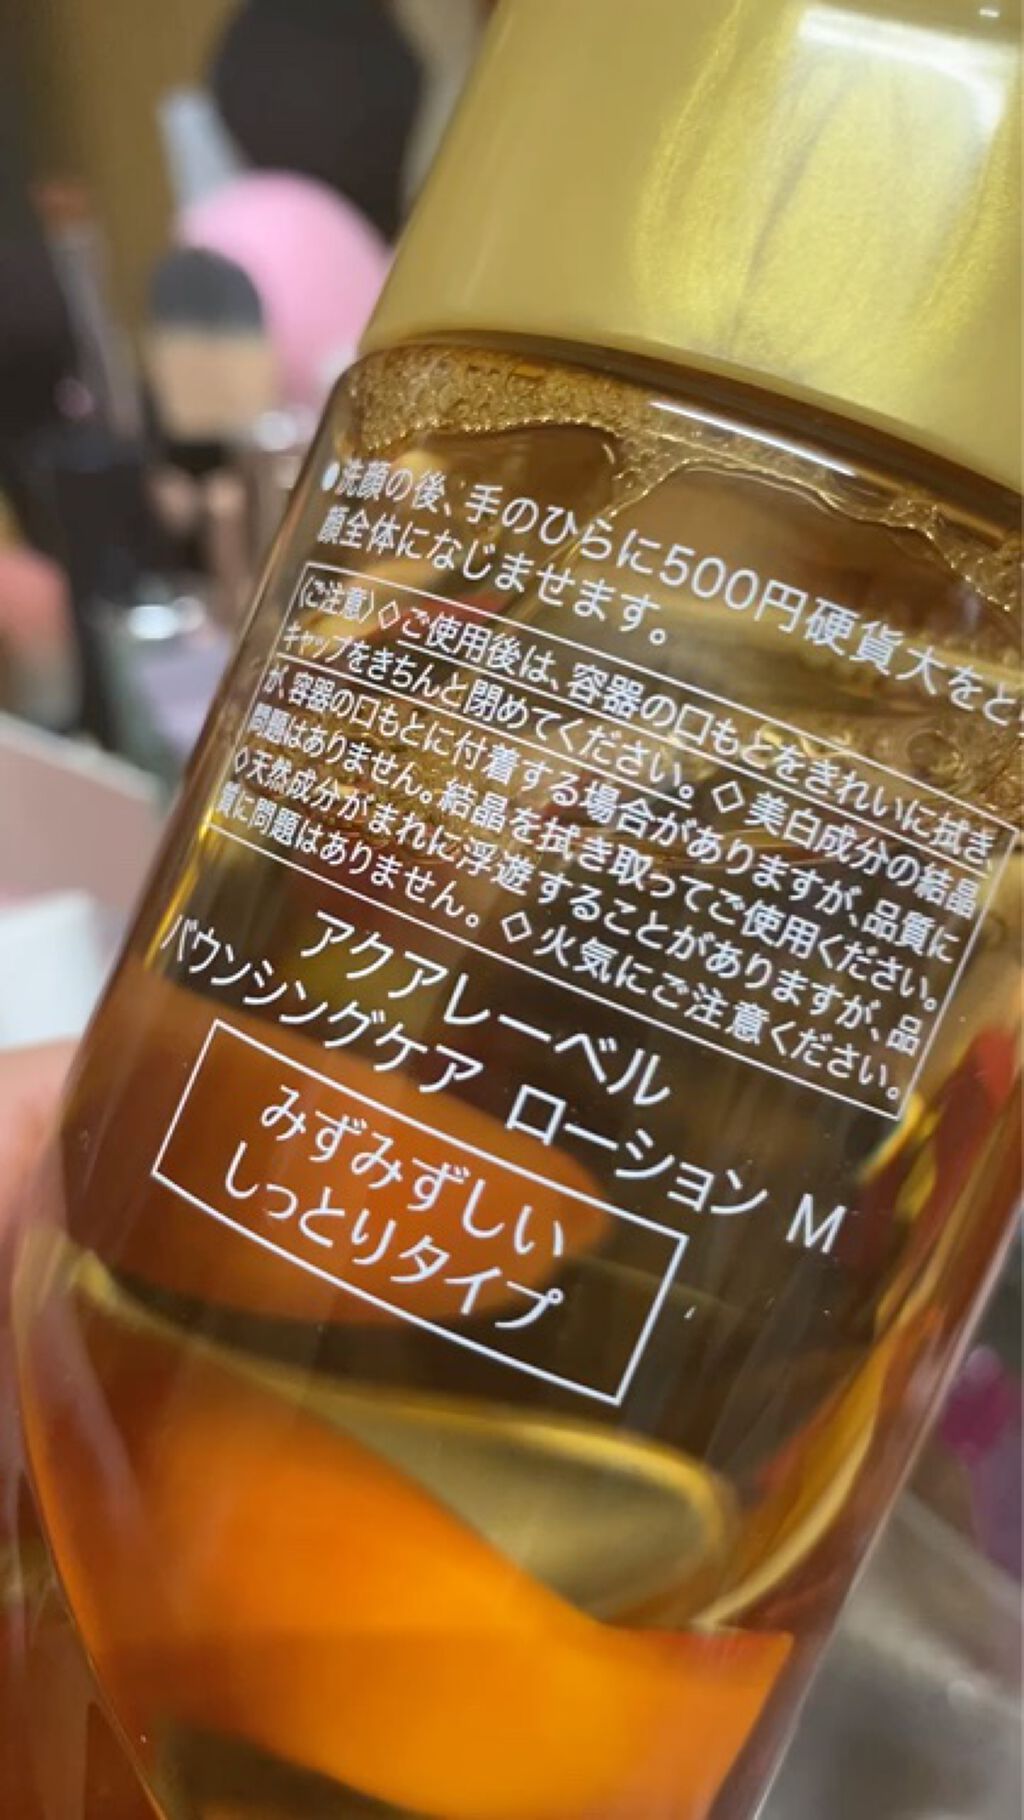 ●洗顔の後、手のひらに500円硬貨大をと
顔全体になじませます。
〈ご注意〉◇ご使用後は、容器の口もとをきれいに拭き、
キャップをきちんと閉めてください。◇美白成分の結晶
が、容器の口もとに付着する場合がありますが、品質に
問題はありません。結晶を拭き取ってご使用ください。
◇天然成分がまれに浮遊することがありますが、品
質に問題はありません。◇火気にご注意ください。
アクアレーベル
バウンシングケア ローション M
みずみずしい
しっとりタイプ